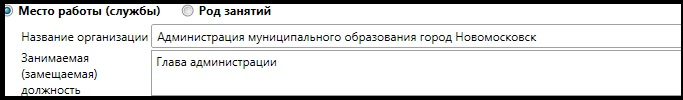 Место работы (службы) Род занятий
Название организации Администрация муниципального образования город Новомосковск
Занимаемая Глава администрации
(замещаемая)
должность